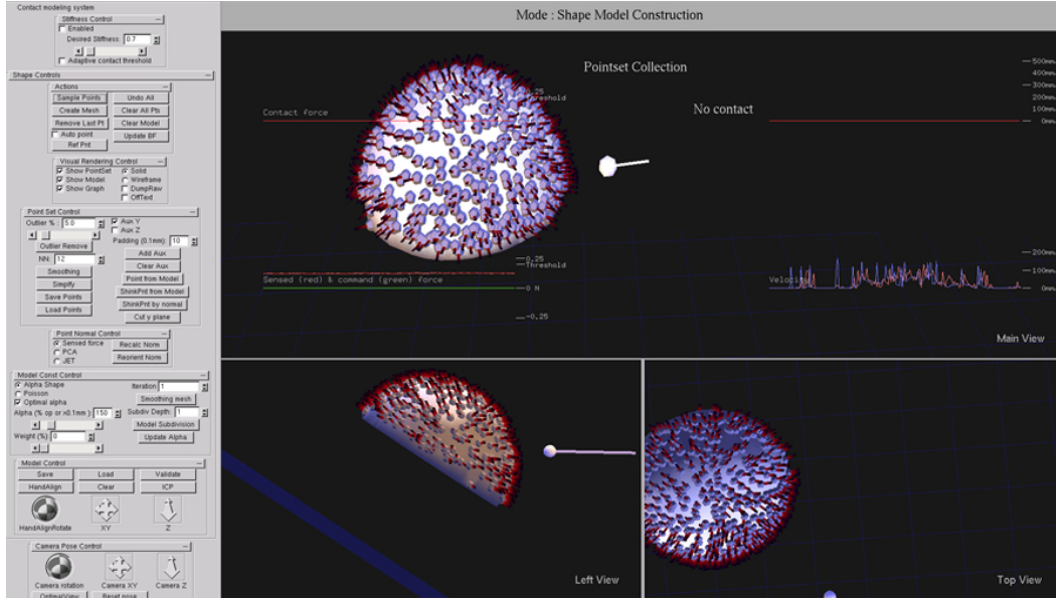 Contact modeling system
Stiffness Control
Enabled
Desired Stiffness: 0.7
Adaptive contact threshold
Shape Controls
Actions
Sample Points Undo All
Create Mesh Clear All Pts
Remove Last Pt Clear Model
Auto point Update BF
Ref Pnt
Visual Rendering Control
Show PointSet Solid
Show Model Wireframe
Show Graph DumpRaw
OffText
Point Set Control
Outlier % : 5.0 Aux Y
Aux Z
Outlier Remove Padding (0.1mm): 10
NN: 12 Add Aux
Smoothing Clear Aux
Simplfy Point from Model
Save Points ShinkPnt from Model
Load Points ShinkPnt by normal
Cut y plane
Point Normal Control
Sensed force Recalc Norm
PCA
JET Reorient Norm
Model Const Control
Alpha Shape Iteration 1
Poisson Smoothing mesh
Optimal alpha
Alpha (% op or x0.1mm ): 150 Subdiv Depth: 1
Model Subdivision
Weight (%): 0 Update Alpha
Model Control
Save Load Validate
HandAlign Clear ICP
HandAlignRotate XY Z
Camera Pose Control
Camera rotation Camera XY Camera Z
OptimalView Reset pose
Mode : Shape Model Construction
Pointset Collection
No contact
0.25
Threshold
Contact force
500mm
400mm
300mm
200mm
100mm
0mm
0.25
Threshold
Sensed (red) & command (green) force
0 N
-0.25
200mm
100mm
0mm
Velocities
Main View
Left View
Top View